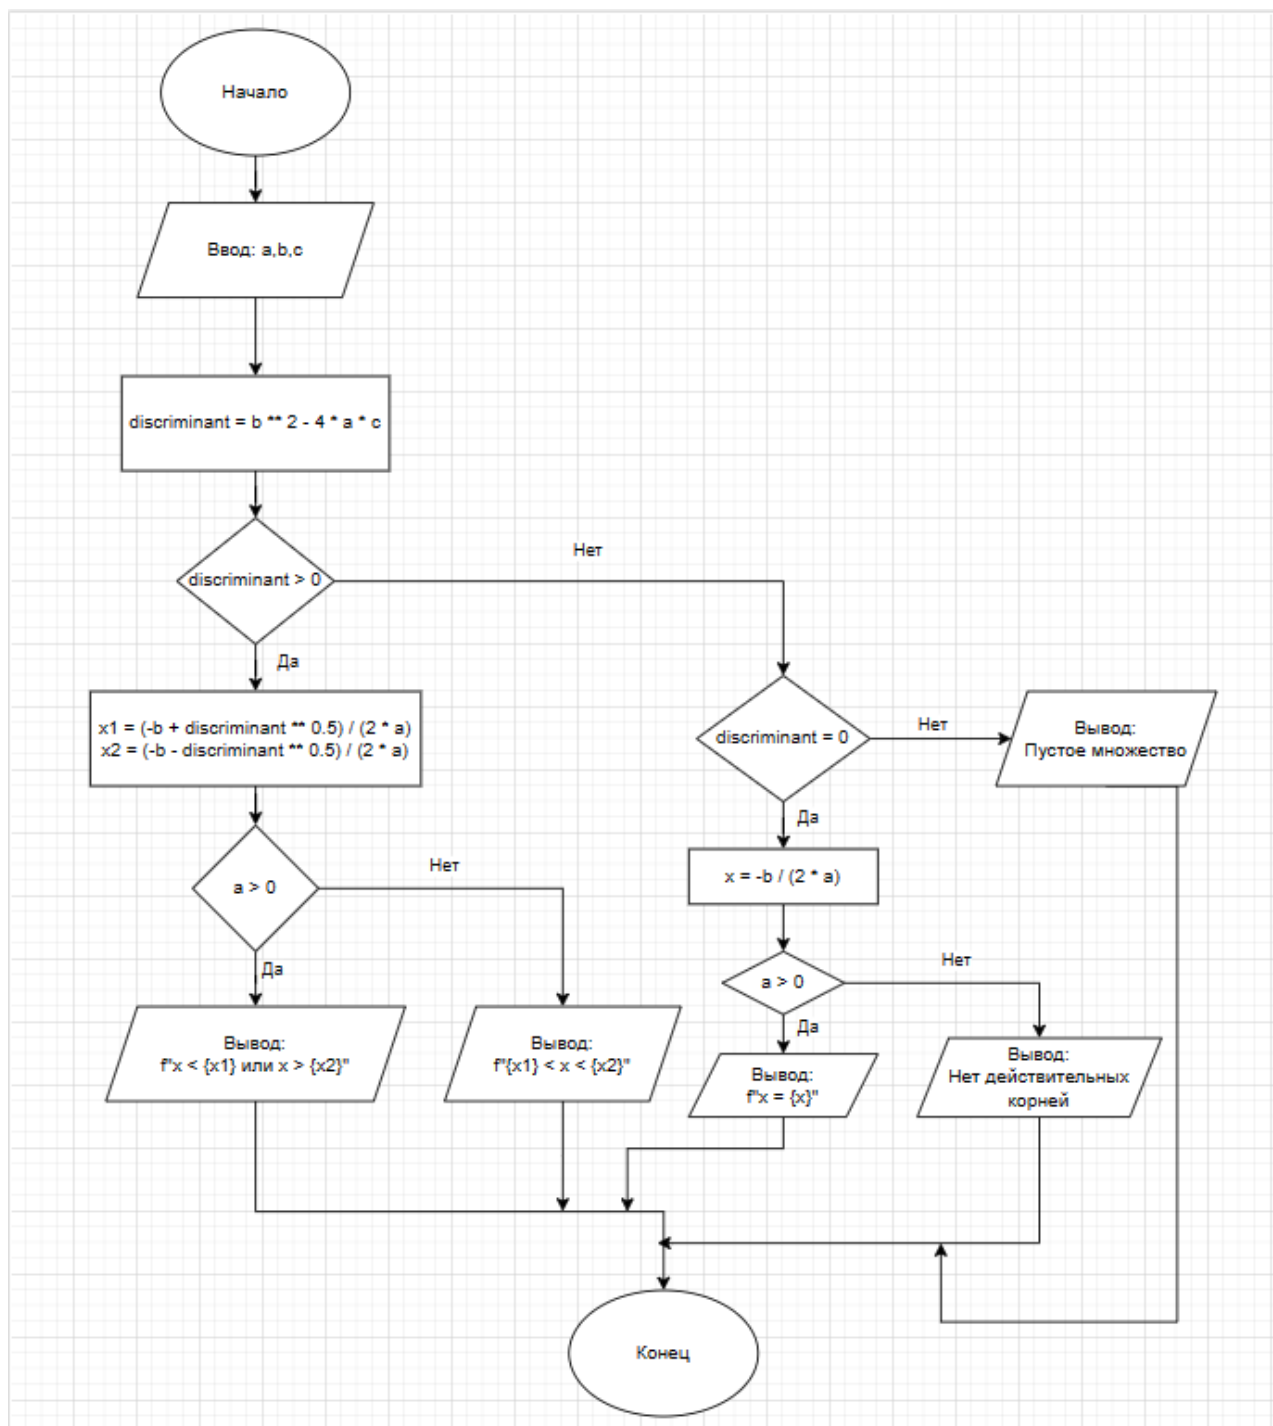 Начало
Ввод: a,b,c
discriminant = b ** 2 - 4 * a * c
discriminant > 0
Нет
Да
x1 = (-b + discriminant ** 0.5) / (2 * a)
x2 = (-b - discriminant ** 0.5) / (2 * a)
discriminant = 0
Нет
Вывод:
Пустое множество
Да
x = -b / (2 * a)
a > 0
Нет
Да
Вывод:
f"x < {x1} или x > {x2}"
Вывод:
f"{x1} < x < {x2}"
a > 0
Нет
Да
Вывод:
f"x = {x}"
Вывод:
Нет действительных
корней
Конец